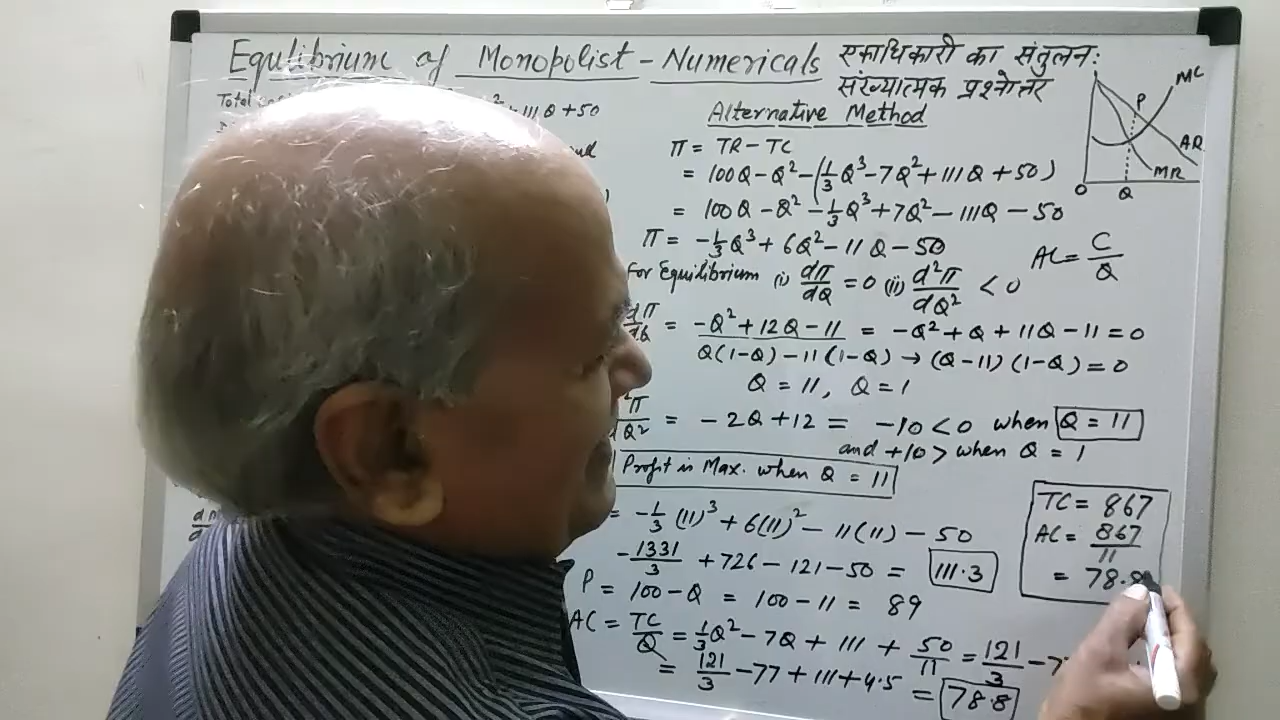 Equlibrium of Monopolist - Numericals एकाधिकारी का संतुलन:
संख्यात्मक प्रश्नोत्तर
Total
+ 111Q + 50
Alternative Method
π = TR - TC
= 100Q - Q² - (1/3 Q³ - 7Q² + 111Q + 50)
= 100Q - Q² - 1/3 Q³ + 7Q² - 111Q - 50
π = -1/3 Q³ + 6Q² - 11Q - 50
For Equilibrium (i) dπ/dQ = 0 (ii) d²π/dQ² < 0
dπ/dQ = -Q² + 12Q - 11 = -Q² + Q + 11Q - 11 = 0
Q(1-Q) - 11(1-Q) → (Q-11)(1-Q) = 0
Q = 11, Q = 1
²π/dQ² = -2Q + 12 = -10 < 0 when Q = 11
and +10 > when Q = 1
Profit is Max. when Q = 11
= -1/3 (11)³ + 6(11)² - 11(11) - 50
-1331/3 + 726 - 121 - 50 = 111.3
P = 100 - Q = 100 - 11 = 89
AC = TC/Q = 1/3 Q² - 7Q + 111 + 50/11 = 121/3 - 7
= 121/3 - 77 + 111 + 4.5
= 78.8
MC
P
AR
MR
O
Q
AC = C/Q
TC = 867
AC = 867/11
= 78.8